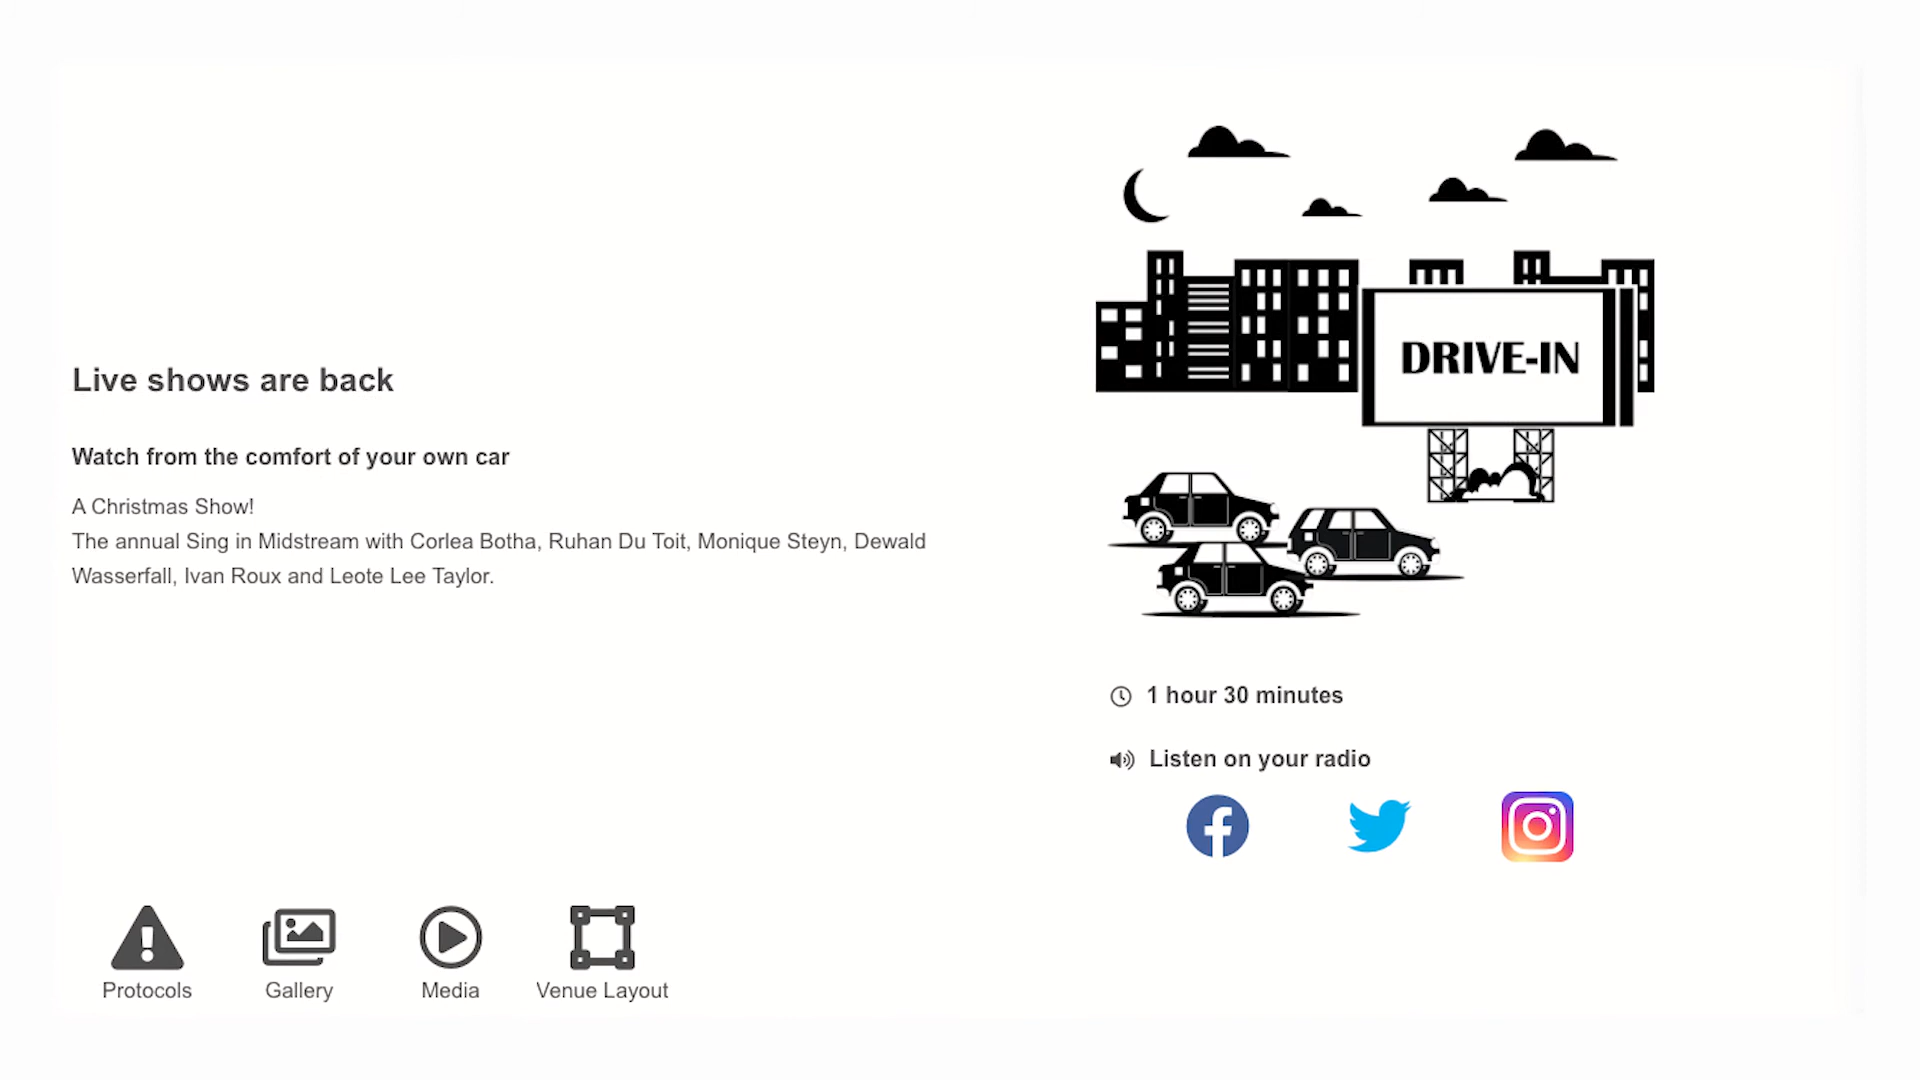 Live shows are back
Watch from the comfort of your own car
A Christmas Show!
The annual Sing in Midstream with Corlea Botha, Ruhan Du Toit, Monique Steyn, Dewald
Wasserfall, Ivan Roux and Leote Lee Taylor.
DRIVE-IN
1 hour 30 minutes
Listen on your radio
Protocols
Gallery
Media
Venue Layout